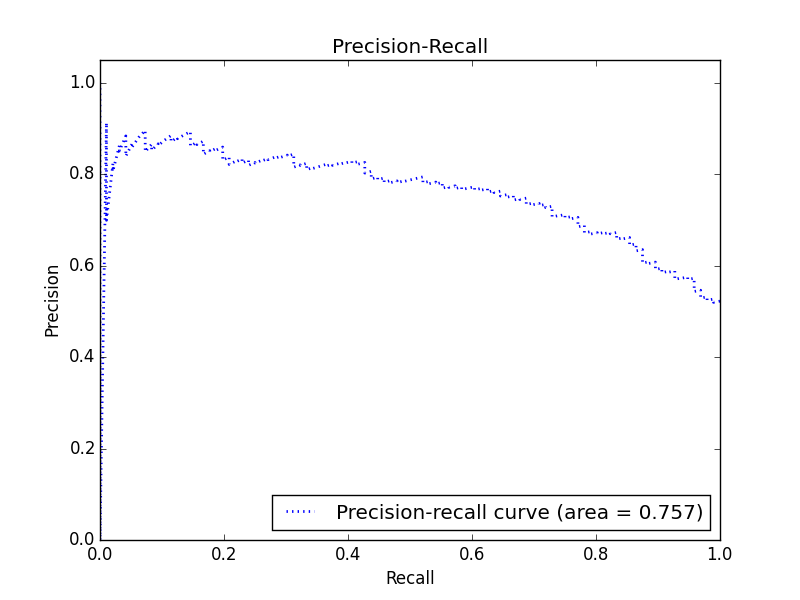 Precision-Recall
1.0
0.8
0.6
0.4
0.2
0.0
Precision
0.0 0.2 0.4 0.6 0.8 1.0
Recall
Precision-recall curve (area = 0.757)